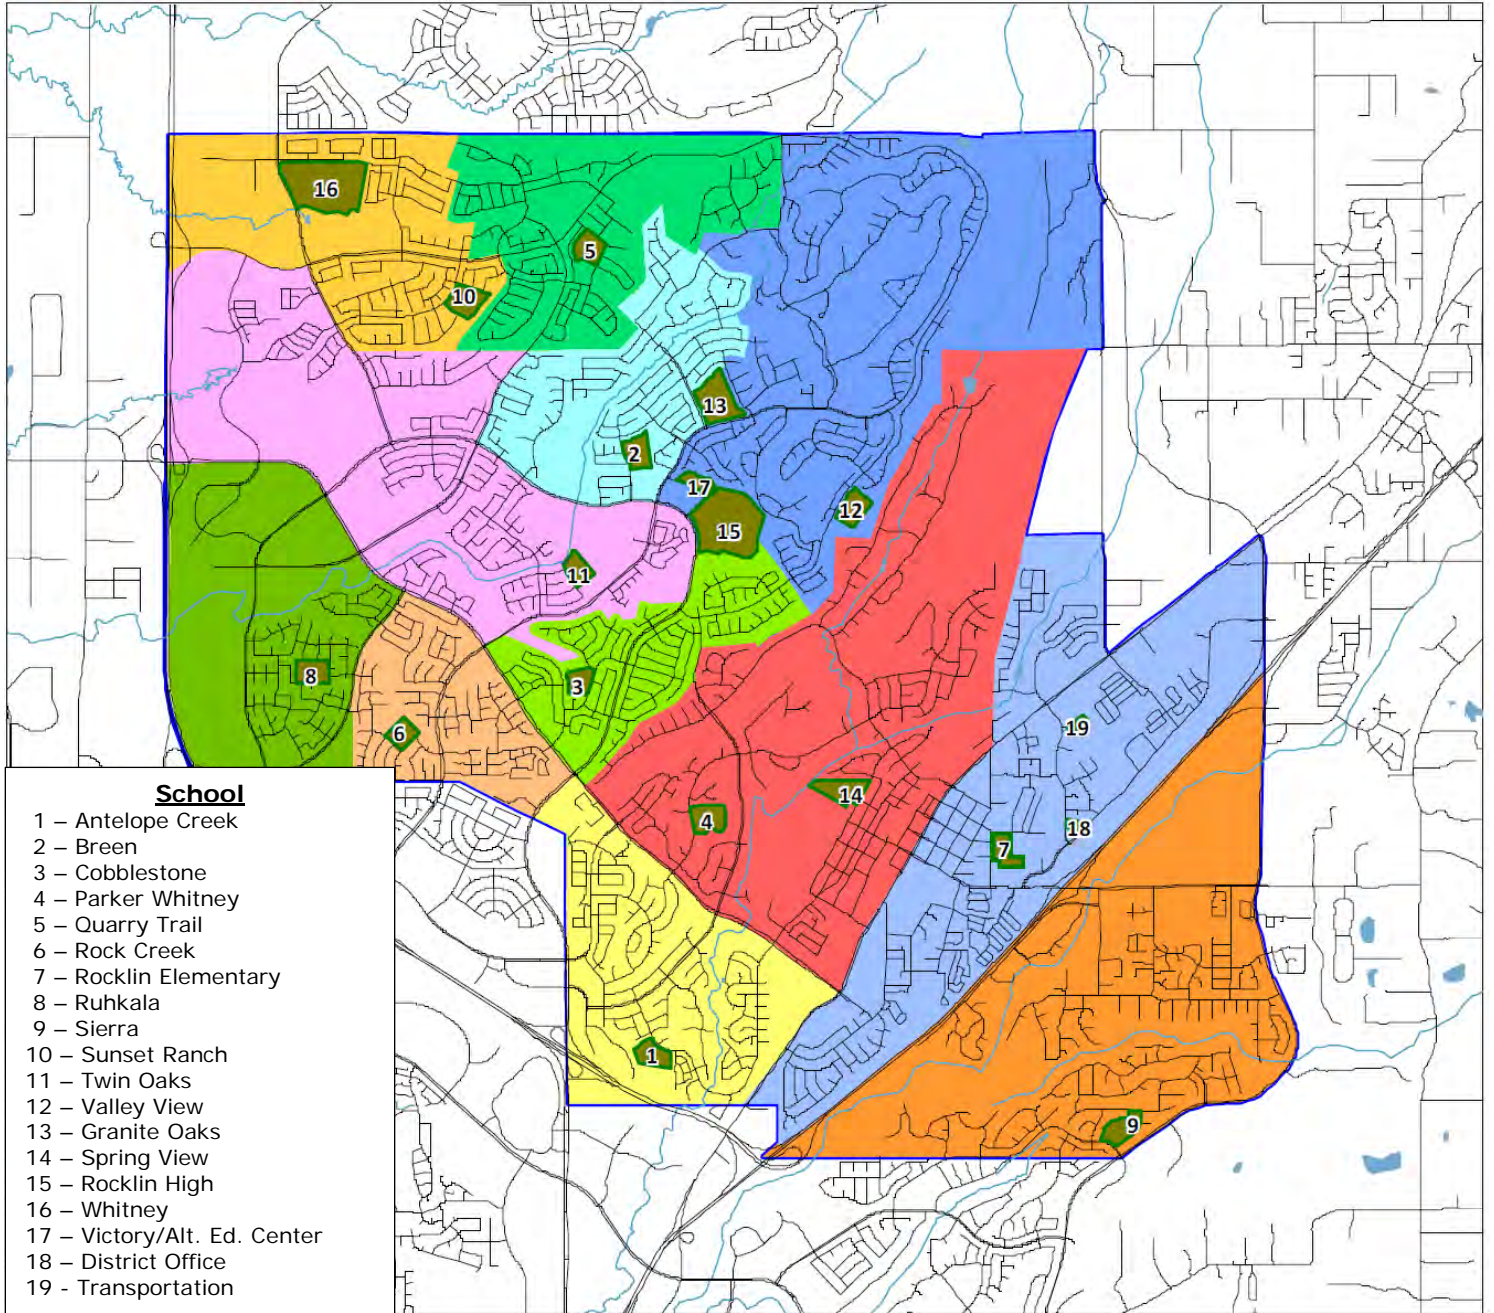 16
5
10
13
2
17
15
12
11
8
3
6
19
14
4
18
7
1
9
School
1 – Antelope Creek
2 – Breen
3 – Cobblestone
4 – Parker Whitney
5 – Quarry Trail
6 – Rock Creek
7 – Rocklin Elementary
8 – Ruhkala
9 – Sierra
10 – Sunset Ranch
11 – Twin Oaks
12 – Valley View
13 – Granite Oaks
14 – Spring View
15 – Rocklin High
16 – Whitney
17 – Victory/Alt. Ed. Center
18 – District Office
19 - Transportation